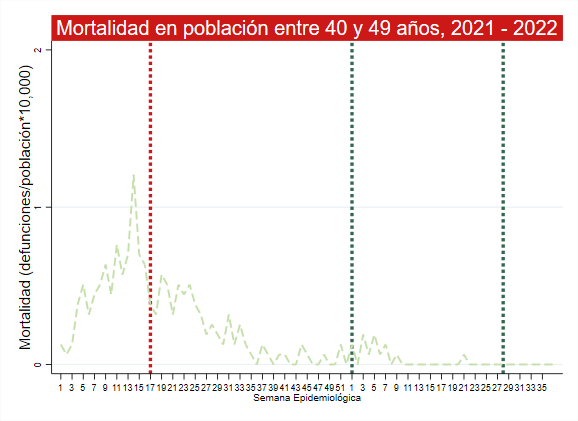 Mortalidad en población entre 40 y 49 años, 2021 - 2022
Mortalidad (defunciones/población*10,000)
2
1
0
1 3 5 7 9 11 13 15 17 19 21 23 25 27 29 31 33 35 37 39 41 43 45 47 49 51 1 3 5 7 9 11 13 15 17 19 21 23 25 27 29 31 33 35
Semana Epidemiológica